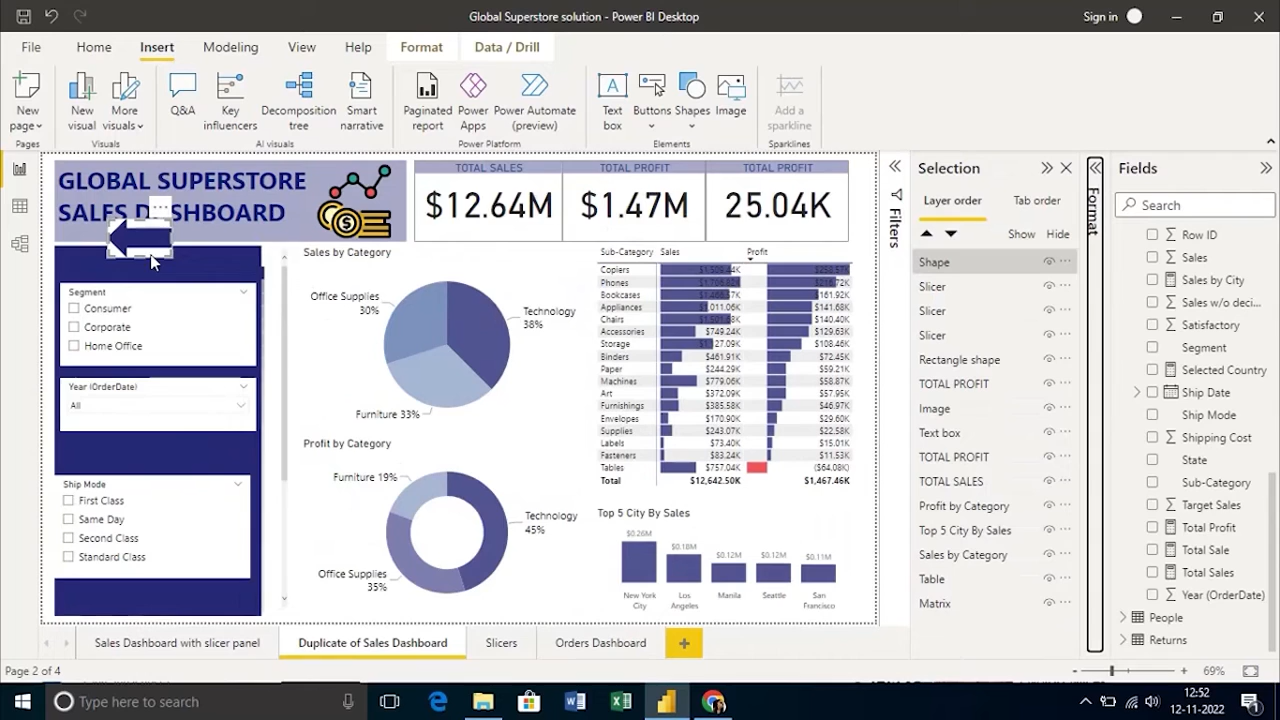 Global Superstore solution - Power BI Desktop
Sign in
File
Home
Insert
Modeling
View
Help
Format
Data / Drill
New
page
New
visual
More
visuals
Q&A
Key
influencers
Decomposition
tree
Smart
narrative
Paginated
report
Power
Apps
Power Automate
(preview)
Text
box
Buttons
Shapes
Image
Add a
sparkline
Pages
Visuals
AI visuals
Power Platform
Elements
Sparklines
GLOBAL SUPERSTORE
SALES DASHBOARD
TOTAL SALES
$12.64M
TOTAL PROFIT
$1.47M
TOTAL PROFIT
25.04K
Segment
Consumer
Corporate
Home Office
Year (OrderDate)
All
Ship Mode
First Class
Same Day
Second Class
Standard Class
Sales by Category
Office Supplies
30%
Technology
38%
Furniture 33%
Profit by Category
Furniture 19%
Technology
45%
Office Supplies
35%
Sub-Category Sales Profit
Copiers
Phones
Bookcases $161.92K
Appliances $1,011.06K $141.68K
Chairs $140.40K
Accessories $749.24K $129.63K
Storage $108.46K
Binders $461.91K $72.45K
Paper $244.29K $59.21K
Machines $779.06K $58.87K
Art $372.09K $57.95K
Furnishings $385.58K $46.97K
Envelopes $170.90K $29.60K
Supplies $243.07K $22.58K
Labels $73.40K $15.01K
Fasteners $83.24K $11.53K
Tables $757.04K ($64.08K)
Total $12,642.50K $1,467.46K
Top 5 City By Sales
$0.26M
$0.18M
$0.12M
$0.12M
$0.11M
New York
City
Los
Angeles
Manila
Seattle
San
Francisco
Filters
Selection
Layer order
Tab order
Show
Hide
Shape
Slicer
Slicer
Slicer
Rectangle shape
TOTAL PROFIT
Image
Text box
TOTAL PROFIT
TOTAL SALES
Profit by Category
Top 5 City By Sales
Sales by Category
Table
Matrix
Format
Fields
Search
Row ID
Sales
Sales by City
Sales w/o deci...
Satisfactory
Segment
Selected Country
Ship Date
Ship Mode
Shipping Cost
State
Sub-Category
Target Sales
Total Profit
Total Sale
Total Sales
Year (OrderDate)
People
Returns
Sales Dashboard with slicer panel
Duplicate of Sales Dashboard
Slicers
Orders Dashboard
Page 2 of 4
69%
Type here to search
12:52
12-11-2022